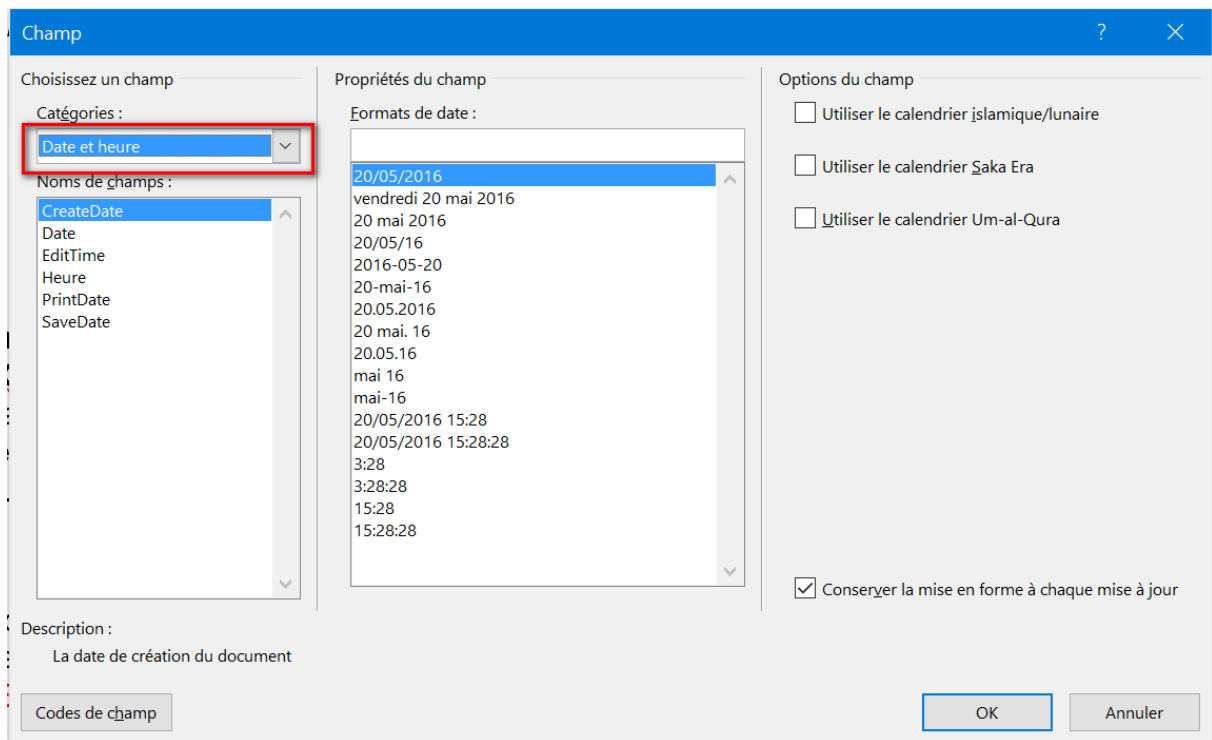 Champ
Choisissez un champ
Catégories :
Date et heure
Noms de champs :
CreateDate
Date
EditTime
Heure
PrintDate
SaveDate
Propriétés du champ
Formats de date :
20/05/2016
vendredi 20 mai 2016
20 mai 2016
20/05/16
2016-05-20
20-mai-16
20.05.2016
20 mai. 16
20.05.16
mai 16
mai-16
20/05/2016 15:28
20/05/2016 15:28:28
3:28
3:28:28
15:28
15:28:28
Options du champ
Utiliser le calendrier islamique/lunaire
Utiliser le calendrier Saka Era
Utiliser le calendrier Um-al-Qura
Conserver la mise en forme à chaque mise à jour
Description :
La date de création du document
Codes de champ
OK
Annuler